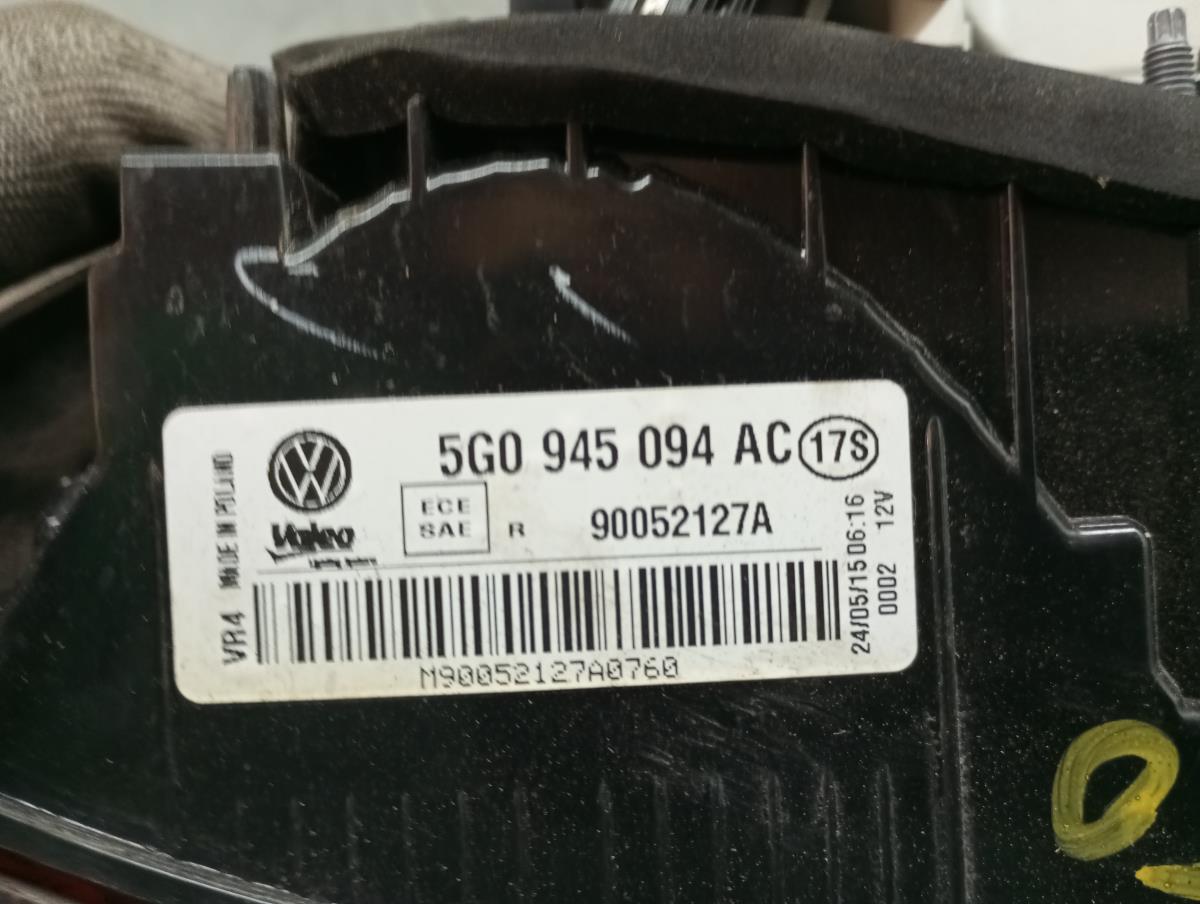 5G0 945 094 AC 17S
Valeo
ECE
SAE
R
90052127A
M90052127A0760
VR4 MADE IN POLAND
24/05/15 06:16
0002 12V